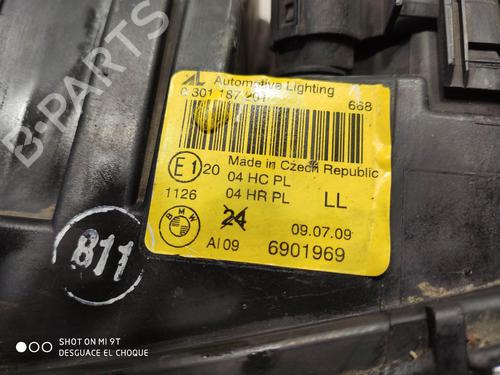 B-PARTS
AL Automotive Lighting
0 301 187 201
668
E1 20
Made in Czech Republic
04 HC PL
1126
04 HR PL
LL
BMW
24
09.07.09
AI 09
6901969
811
SHOT ON MI 9T
DESGUACE EL CHOQUE